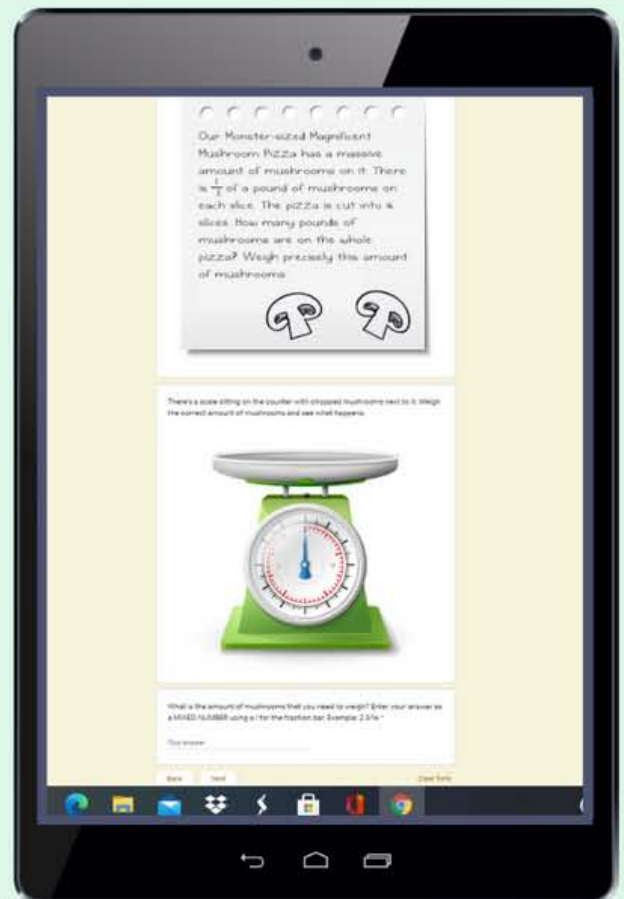 Our Monster-sized Magnificent
Mushroom Pizza has a massive
amount of mushrooms on it. There
is of a pound of mushrooms on
each slice. The pizza is cut into
slices. How many pounds of
mushrooms are on the whole
pizza? Weigh precisely this amount
of mushrooms.
There's a scale sitting on the counter with chopped mushrooms next to it. Weigh
the correct amount of mushrooms and see what happens.
What is the amount of mushrooms that you need to weigh? Enter your answer as
a MIXED NUMBER using a / for the fraction bar. Example:
Your answer
Back Next Clear form